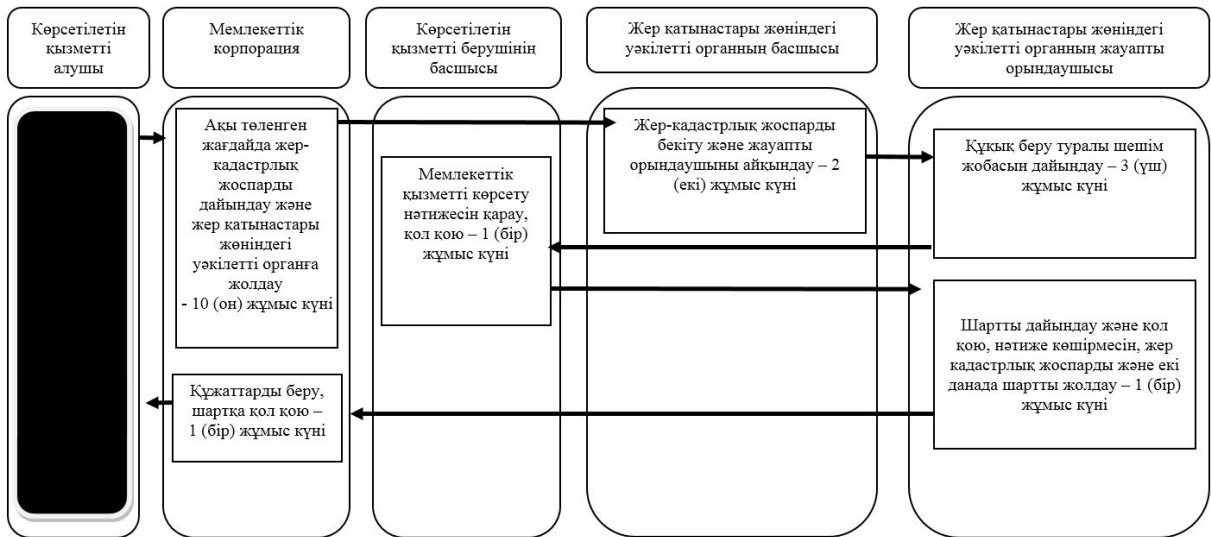 Көрсетілетін
қызметті
алушы
Мемлекеттік
корпорация
Көрсетілетін
қызметті берушінің
басшысы
Жер қатынастары жөніндегі
уәкілетті органның басшысы
Жер қатынастары жөніндегі
уәкілетті органның жауапты
орындаушысы
Ақы төленген
жағдайда жер-
кадастрлық
жоспарды
дайындау және
жер қатынастары
жөніндегі
уәкілетті органға
жолдау
- 10 (он) жұмыс күні
Мемлекеттік
қызметті көрсету
нәтижесін қарау,
қол қою – 1 (бір)
жұмыс күні
Жер-кадастрлық жоспарды
бекіту және жауапты
орындаушыны айқындау – 2
(екі) жұмыс күні
Құқық беру туралы шешім
жобасын дайындау – 3 (үш)
жұмыс күні
Шартты дайындау және қол
қою, нәтиже көшірмесін, жер
кадастрлық жоспарды және екі
данада шартты жолдау – 1 (бір)
жұмыс күні
Құжаттарды беру,
шартқа қол қою –
1 (бір) жұмыс күні